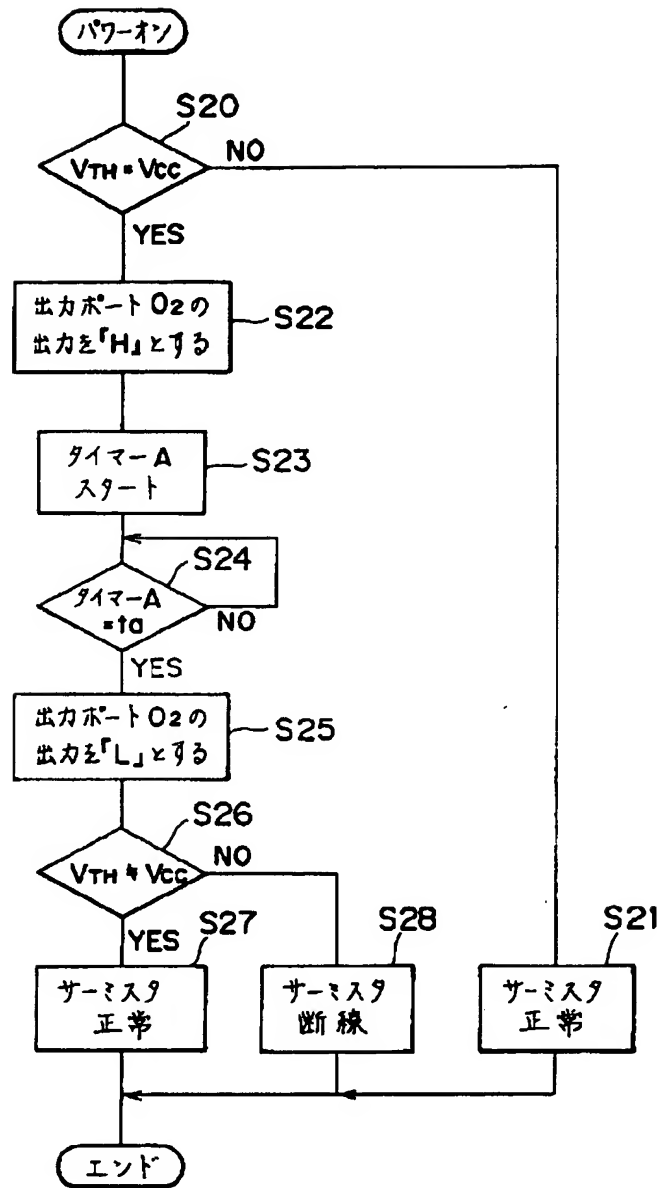 パワーオン
S20
VTH=VCC
NO
YES
出力ポートO2の
出力を『H』とする
S22
タイマーA
スタート
S23
S24
タイマーA
=ta
NO
YES
出力ポートO2の
出力を『L』とする
S25
S26
VTH≠VCC
NO
YES
S27
サーミスタ
正常
S28
サーミスタ
断線
S21
サーミスタ
正常
エンド